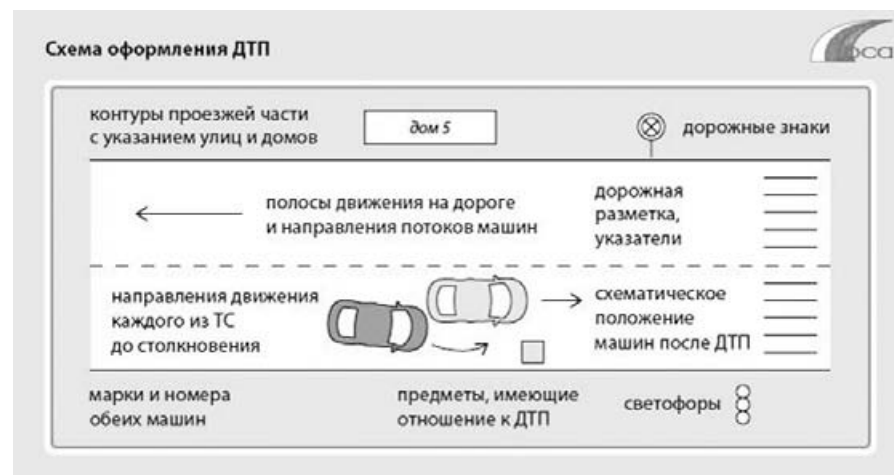 Схема оформления ДТП
оса
контуры проезжей части
с указанием улиц и домов
дом 5
дорожные знаки
полосы движения на дороге
и направления потоков машин
дорожная
разметка,
указатели
направления движения
каждого из ТС
до столкновения
схематическое
положение
машин после ДТП
марки и номера
обеих машин
предметы, имеющие
отношение к ДТП
светофоры